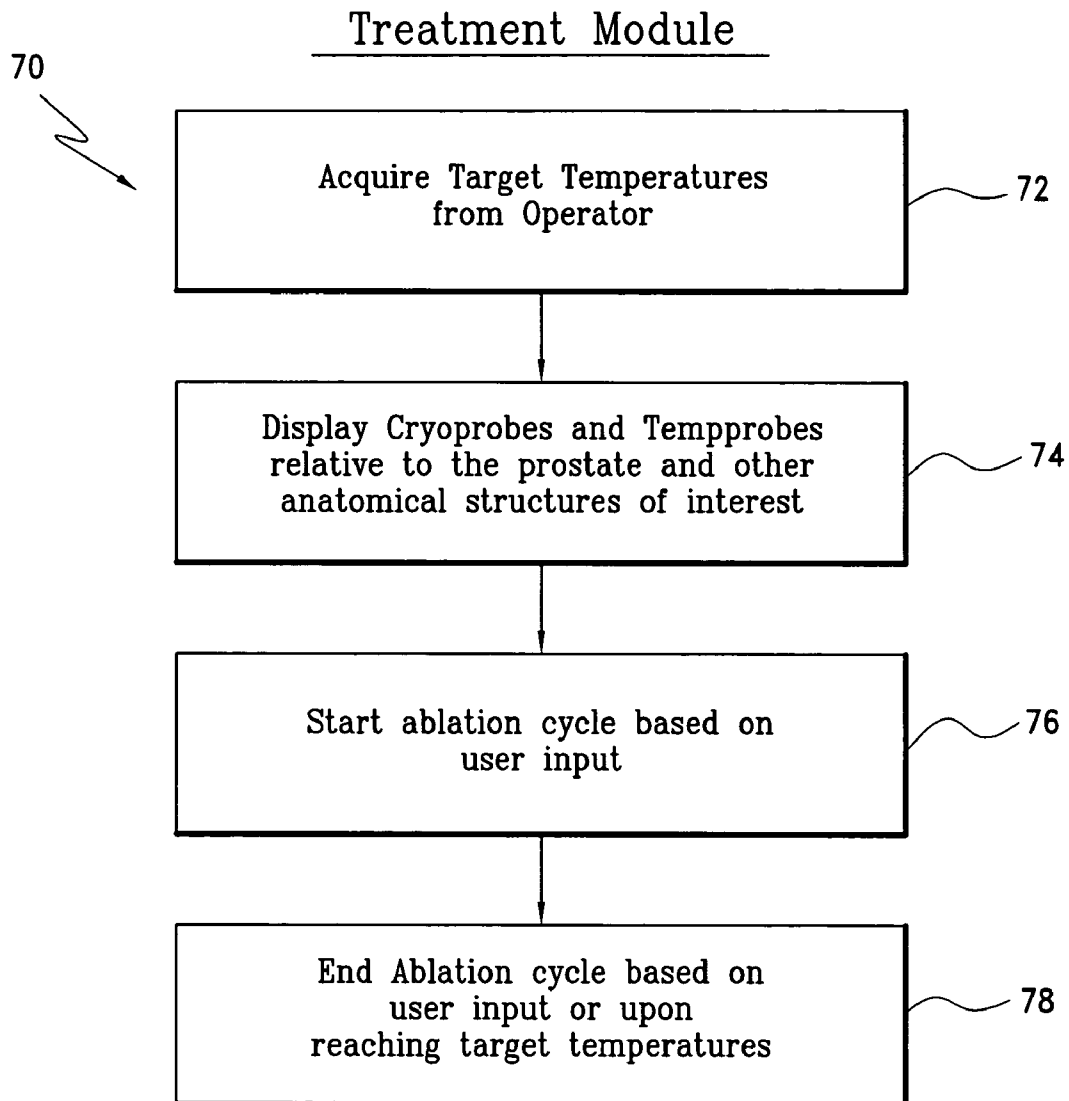 Treatment Module
70
Acquire Target Temperatures
from Operator
72
Display Cryoprobes and Tempprobes
relative to the prostate and other
anatomical structures of interest
74
Start ablation cycle based on
user input
76
End Ablation cycle based on
user input or upon
reaching target temperatures
78